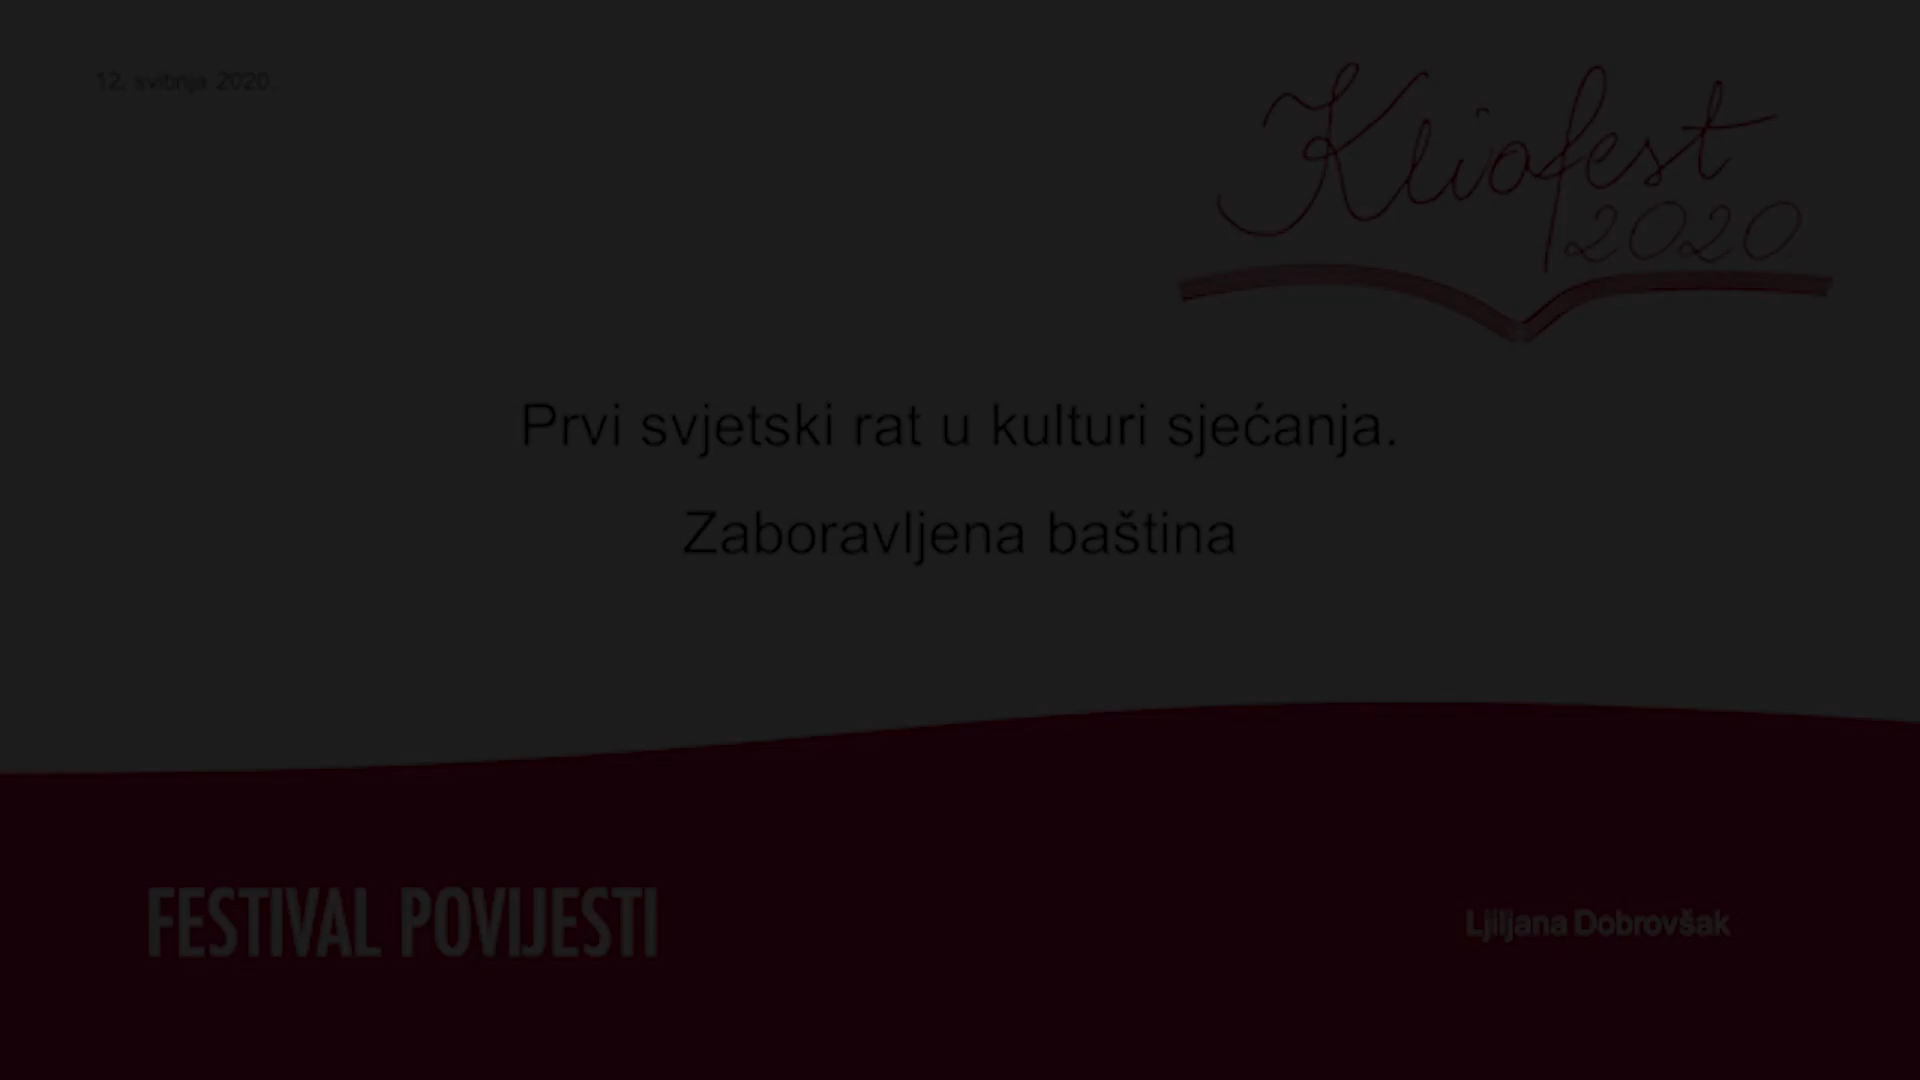 12. svibnja 2020.
Kliofest
2020
Prvi svjetski rat u kulturi sjećanja.
Zaboravljena baština
FESTIVAL POVIJESTI
Ljiljana Dobrovšak